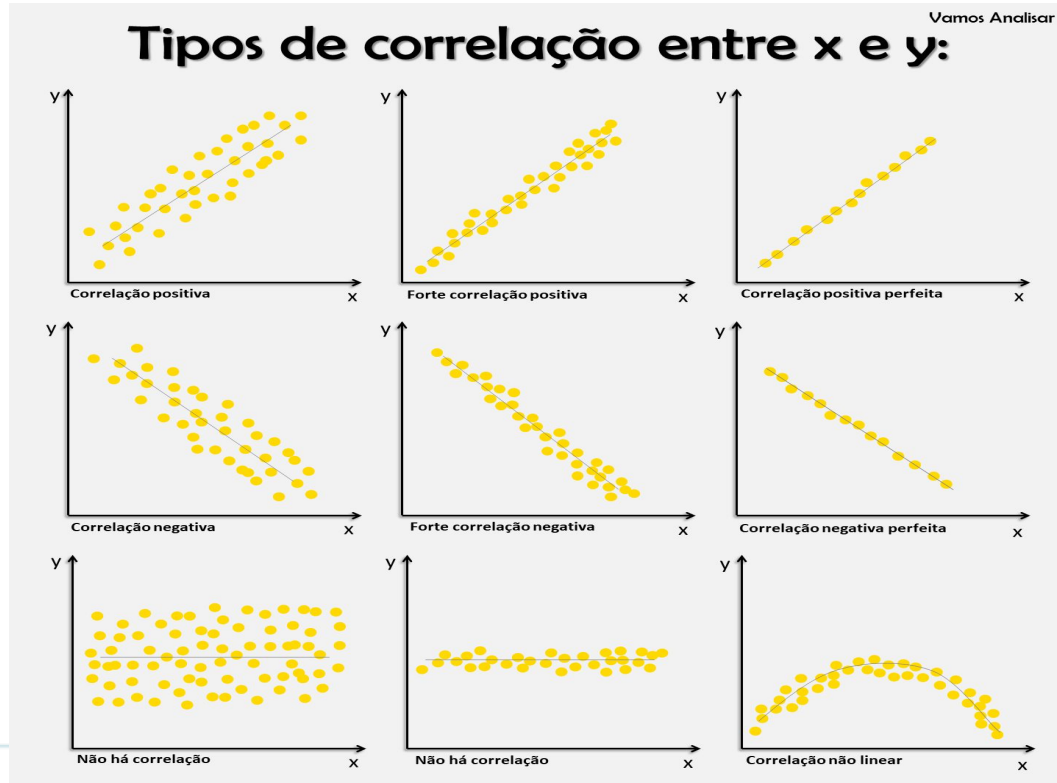 Vamos Analisar
Tipos de correlação entre x e y:
y
x
Correlação positiva
y
x
Forte correlação positiva
y
x
Correlação positiva perfeita
y
x
Correlação negativa
y
x
Forte correlação negativa
y
x
Correlação negativa perfeita
y
x
Não há correlação
y
x
Não há correlação
y
x
Correlação não linear